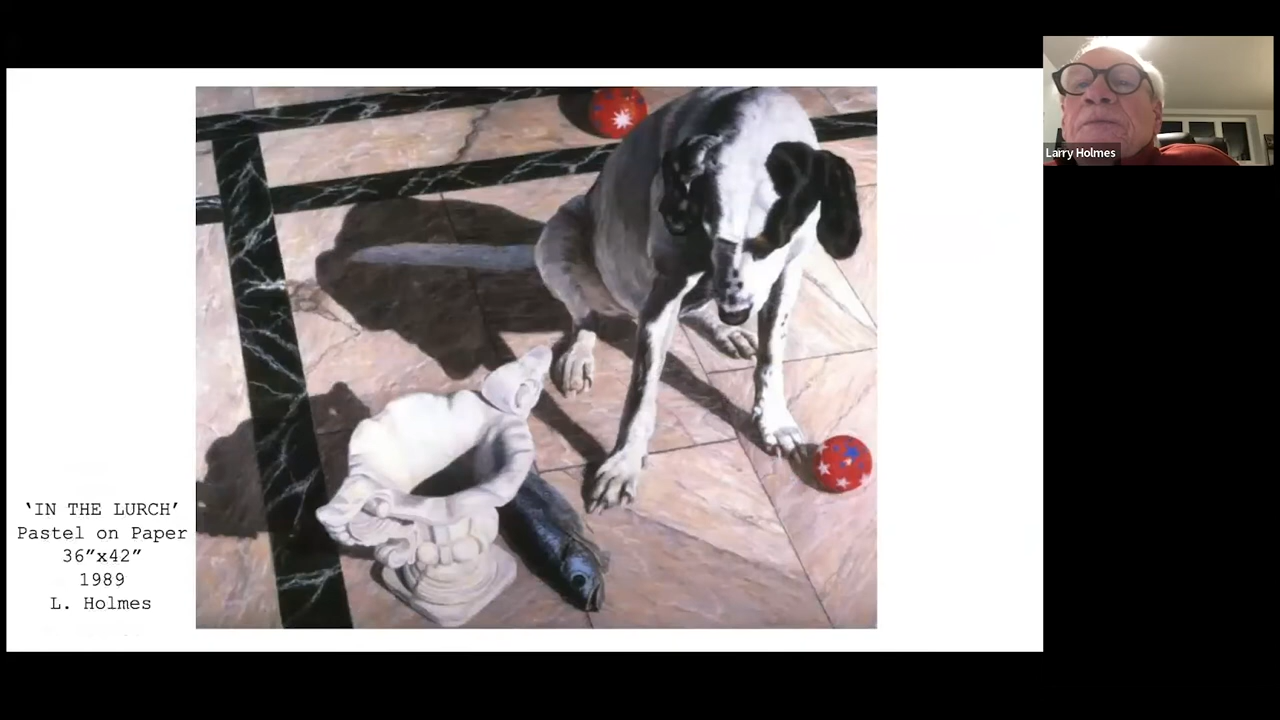 ‘IN THE LURCH’
Pastel on Paper
36”x42”
1989
L. Holmes
Larry Holmes